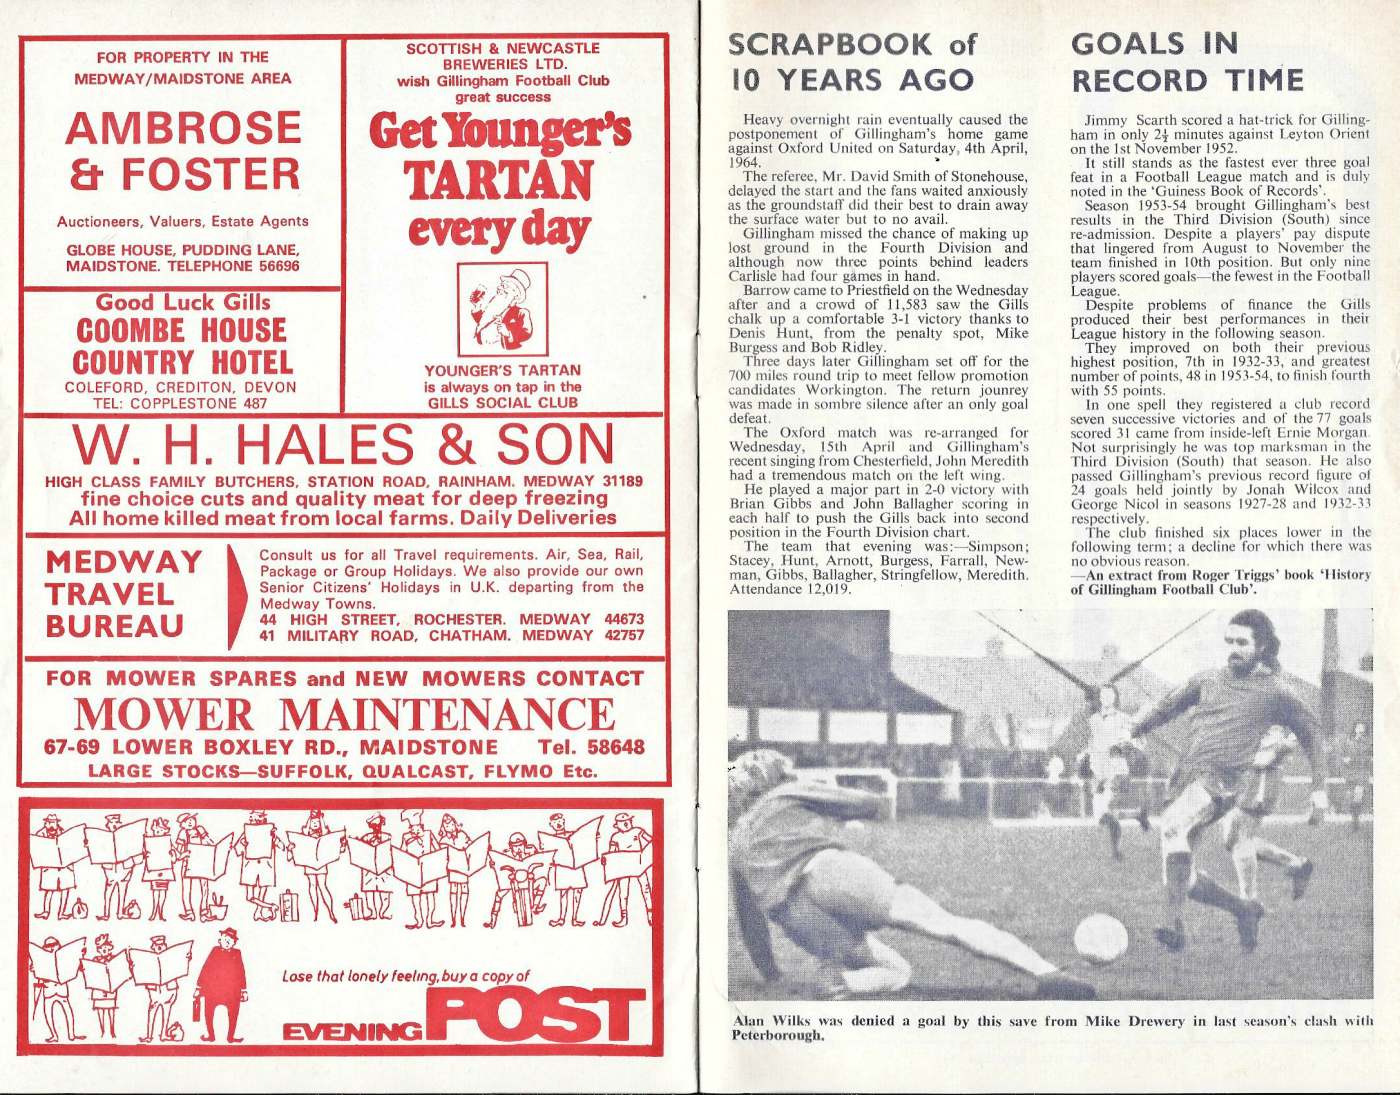 FOR PROPERTY IN THE
MEDWAY/MAIDSTONE AREA
AMBROSE
& FOSTER
Auctioneers, Valuers, Estate Agents
GLOBE HOUSE, PUDDING LANE,
MAIDSTONE. TELEPHONE 56696
Good Luck Gills
COOMBE HOUSE
COUNTRY HOTEL
COLEFORD, CREDITON, DEVON
TEL: COPPLESTONE 487
SCOTTISH & NEWCASTLE
BREWERIES LTD.
wish Gillingham Football Club
great success
Get Younger's
TARTAN
every day
YOUNGER'S TARTAN
is always on tap in the
GILLS SOCIAL CLUB
W. H. HALES & SON
HIGH CLASS FAMILY BUTCHERS, STATION ROAD, RAINHAM. MEDWAY 31189
fine choice cuts and quality meat for deep freezing
All home killed meat from local farms. Daily Deliveries
MEDWAY
TRAVEL
BUREAU
Consult us for all Travel requirements. Air, Sea, Rail,
Package or Group Holidays. We also provide our own
Senior Citizens' Holidays in U.K. departing from the
Medway Towns.
44 HIGH STREET, ROCHESTER. MEDWAY 44673
41 MILITARY ROAD, CHATHAM. MEDWAY 42757
FOR MOWER SPARES and NEW MOWERS CONTACT
MOWER MAINTENANCE
67-69 LOWER BOXLEY RD., MAIDSTONE Tel. 58648
LARGE STOCKS—SUFFOLK, QUALCAST, FLYMO Etc.
Lose that lonely feeling, buy a copy of
EVENING POST
SCRAPBOOK of
10 YEARS AGO
Heavy overnight rain eventually caused the
postponement of Gillingham's home game
against Oxford United on Saturday, 4th April,
1964.
The referee, Mr. David Smith of Stonehouse,
delayed the start and the fans waited anxiously
as the groundstaff did their best to drain away
the surface water but to no avail.
Gillingham missed the chance of making up
lost ground in the Fourth Division and
although now three points behind leaders
Carlisle had four games in hand.
Barrow came to Priestfield on the Wednesday
after and a crowd of 11,583 saw the Gills
chalk up a comfortable 3-1 victory thanks to
Denis Hunt, from the penalty spot, Mike
Burgess and Bob Ridley.
Three days later Gillingham set off for the
700 miles round trip to meet fellow promotion
candidates Workington. The return jounrey
was made in sombre silence after an only goal
defeat.
The Oxford match was re-arranged for
Wednesday, 15th April and Gillingham's
recent singing from Chesterfield, John Meredith
had a tremendous match on the left wing.
He played a major part in 2-0 victory with
Brian Gibbs and John Ballagher scoring in
each half to push the Gills back into second
position in the Fourth Division chart.
The team that evening was:—Simpson;
Stacey, Hunt, Arnott, Burgess, Farrall, New-
man, Gibbs, Ballagher, Stringfellow, Meredith.
Attendance 12,019.
GOALS IN
RECORD TIME
Jimmy Scarth scored a hat-trick for Gilling-
ham in only 2½ minutes against Leyton Orient
on the 1st November 1952.
It still stands as the fastest ever three goal
feat in a Football League match and is duly
noted in the 'Guiness Book of Records'.
Season 1953-54 brought Gillingham's best
results in the Third Division (South) since
re-admission. Despite a players' pay dispute
that lingered from August to November the
team finished in 10th position. But only nine
players scored goals—the fewest in the Football
League.
Despite problems of finance the Gills
produced their best performances in their
League history in the following season.
They improved on both their previous
highest position, 7th in 1932-33, and greatest
number of points, 48 in 1953-54, to finish fourth
with 55 points.
In one spell they registered a club record
seven successive victories and of the 77 goals
scored 31 came from inside-left Ernie Morgan.
Not surprisingly he was top marksman in the
Third Division (South) that season. He also
passed Gillingham's previous record figure of
24 goals held jointly by Jonah Wilcox and
George Nicol in seasons 1927-28 and 1932-33
respectively.
The club finished six places lower in the
following term; a decline for which there was
no obvious reason.
—An extract from Roger Triggs' book 'History
of Gillingham Football Club'.
Alan Wilks was denied a goal by this save from Mike Drewery in last season's clash with
Peterborough.